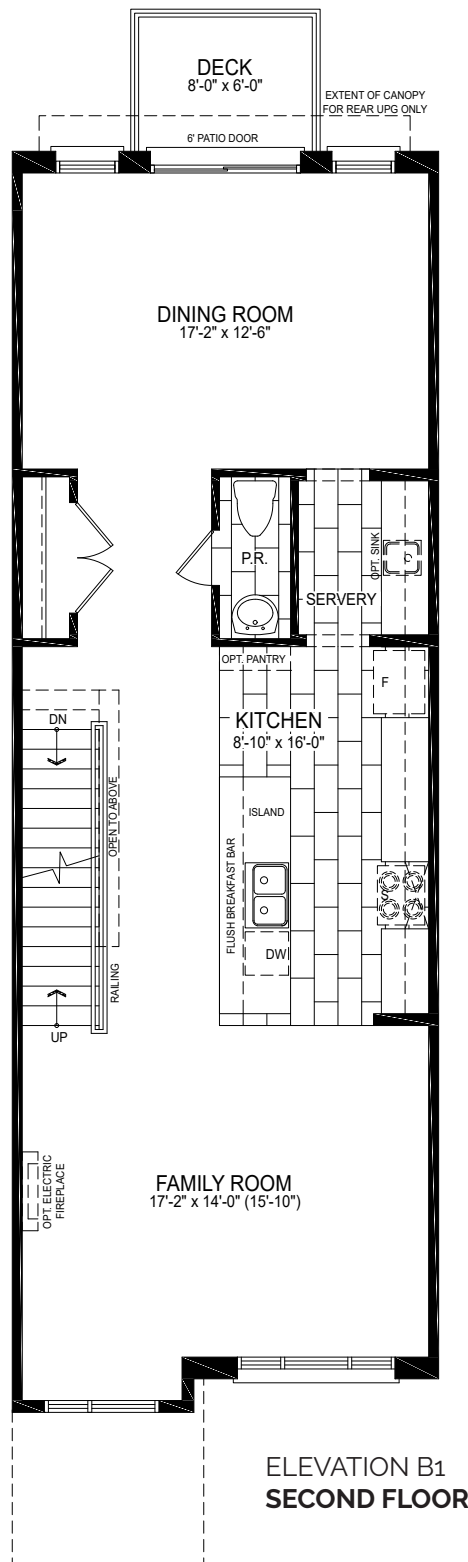 DECK
8'-0" x 6'-0"
EXTENT OF CANOPY
FOR REAR UPG ONLY
6' PATIO DOOR
DINING ROOM
17'-2" x 12'-6"
P.R.
OPT. SINK
SERVERY
OPT. PANTRY
F
KITCHEN
8'-10" x 16'-0"
DN
OPEN TO ABOVE
ISLAND
FLUSH BREAKFAST BAR
S
DW
RAILING
UP
FAMILY ROOM
17'-2" x 14'-0" (15'-10")
OPT. ELECTRIC
FIREPLACE
ELEVATION B1
SECOND FLOOR